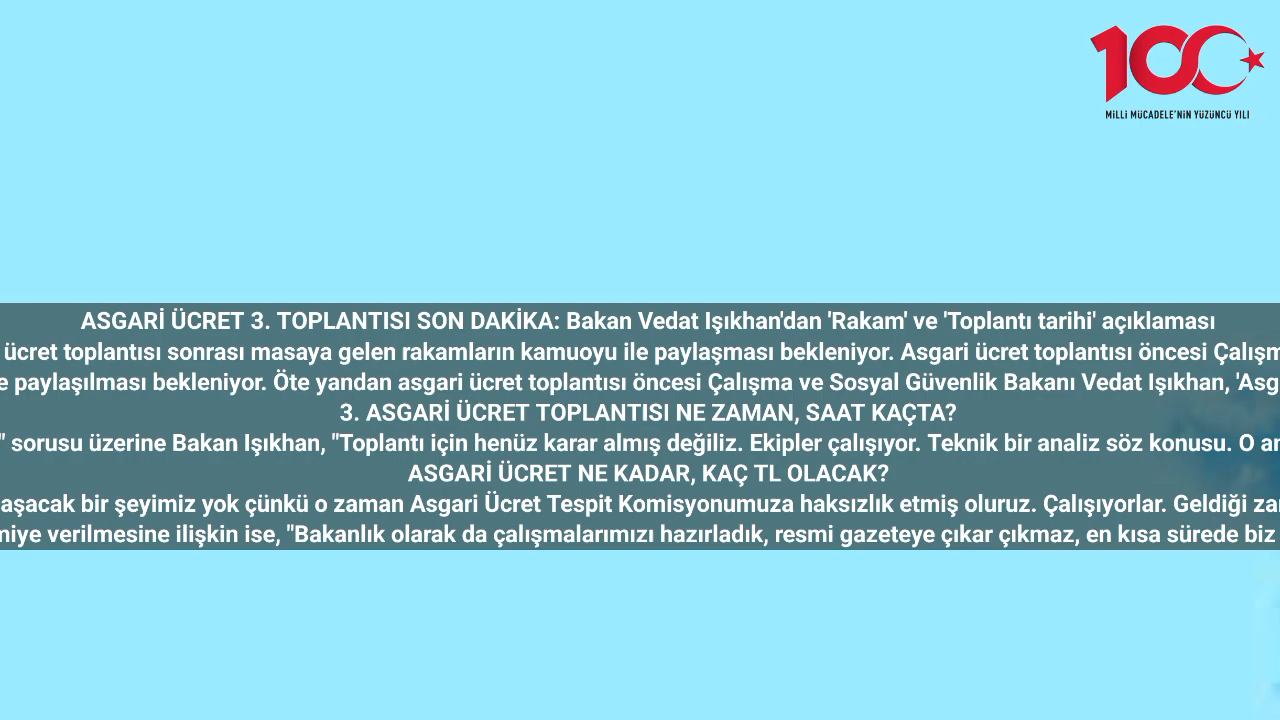 100
MİLLİ MÜCADELE'NİN YÜZÜNCÜ YILI
ASGARİ ÜCRET 3. TOPLANTISI SON DAKİKA: Bakan Vedat Işıkhan'dan 'Rakam' ve 'Toplantı tarihi' açıklaması
ücret toplantısı sonrası masaya gelen rakamların kamuoyu ile paylaşması bekleniyor. Asgari ücret toplantısı öncesi Çalışm
e paylaşılması bekleniyor. Öte yandan asgari ücret toplantısı öncesi Çalışma ve Sosyal Güvenlik Bakanı Vedat Işıkhan, 'Asg
3. ASGARİ ÜCRET TOPLANTISI NE ZAMAN, SAAT KAÇTA?
" sorusu üzerine Bakan Işıkhan, "Toplantı için henüz karar almış değiliz. Ekipler çalışıyor. Teknik bir analiz söz konusu. O an
ASGARİ ÜCRET NE KADAR, KAÇ TL OLACAK?
aşacak bir şeyimiz yok çünkü o zaman Asgari Ücret Tespit Komisyonumuza haksızlık etmiş oluruz. Çalışıyorlar. Geldiği za
miye verilmesine ilişkin ise, "Bakanlık olarak da çalışmalarımızı hazırladık, resmi gazeteye çıkar çıkmaz, en kısa sürede biz